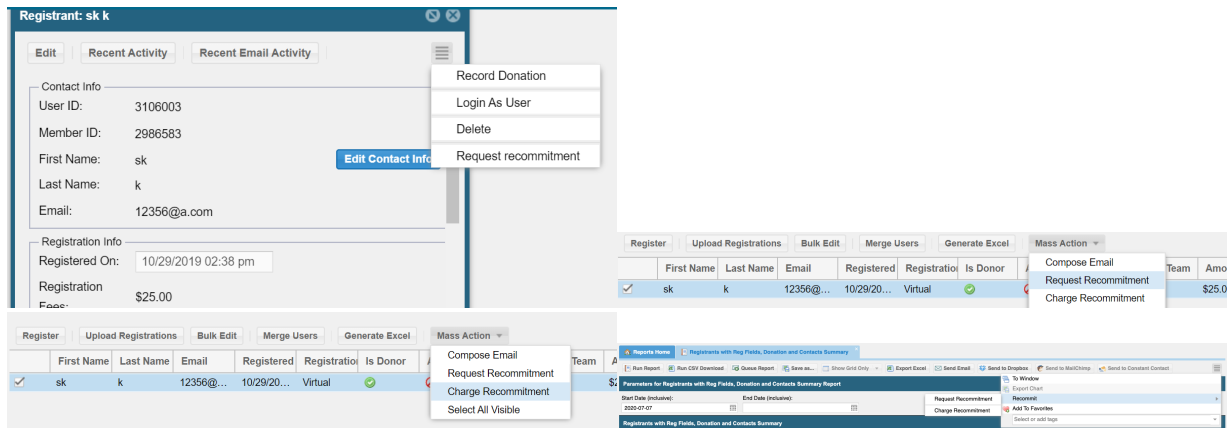 Registrant: sk k
Edit Recent Activity Recent Email Activity
Record Donation
Login As User
Delete
Request recommitment
Contact Info
User ID: 3106003
Member ID: 2986583
First Name: sk
Edit Contact Info
Last Name: k
Email: 12356@a.com
Registration Info
Registered On: 10/29/2019 02:38 pm
Registration
Fees: $25.00
Register Upload Registrations Bulk Edit Merge Users Generate Excel Mass Action
First Name Last Name Email Registered Registration Is Donor Team Amo
sk k 12356@... 10/29/20... Virtual $25.0
Compose Email
Request Recommitment
Charge Recommitment
Register Upload Registrations Bulk Edit Merge Users Generate Excel Mass Action
First Name Last Name Email Registered Registration Is Donor A Team A
sk k 12356@... 10/29/20... Virtual $2
Compose Email
Request Recommitment
Charge Recommitment
Select All Visible
Reports Home Registrants with Reg Fields, Donation and Contacts Summary
Run Report Run CSV Download Queue Report Save as... Show Grid Only Export Excel Send Email Send to Dropbox Send to MailChimp Send to Constant Contact
Parameters for Registrants with Reg Fields, Donation and Contacts Summary Report
To Window
Export Chart
Start Date (inclusive): End Date (inclusive):
Recommit
Request Recommitment
Charge Recommitment
2020-07-07
Add To Favorites
Select or add tags
Registrants with Reg Fields, Donation and Contacts Summary